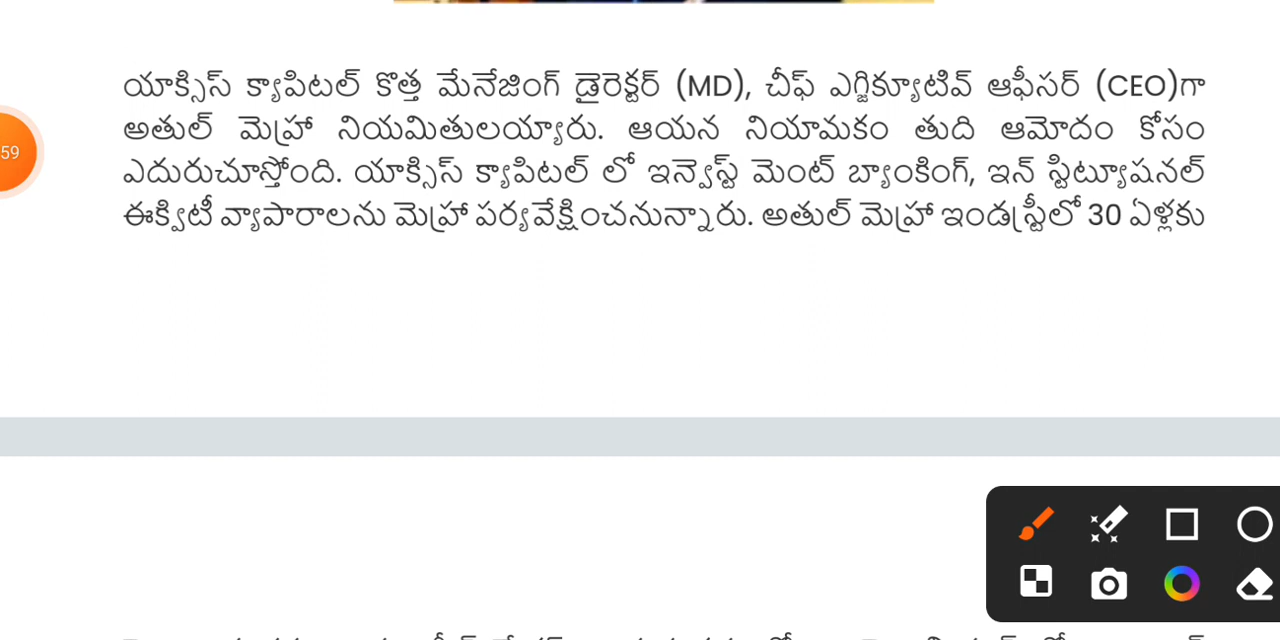 యాక్సిస్ క్యాపిటల్ కొత్త మేనేజింగ్ డైరెక్టర్ (MD), చీఫ్ ఎగ్జిక్యూటివ్ ఆఫీసర్ (CEO)గా
అతుల్ మెహ్రా నియమితులయ్యారు. ఆయన నియామకం తుది ఆమోదం కోసం
59
ఎదురుచూస్తోంది. యాక్సిస్ క్యాపిటల్ లో ఇన్వెస్ట్ మెంట్ బ్యాంకింగ్, ఇన్ స్టిట్యూషనల్
ఈక్విటీ వ్యాపారాలను మెహ్రా పర్యవేక్షించనున్నారు. అతుల్ మెహ్రా ఇండస్ట్రీలో 30 ఏళ్లకు